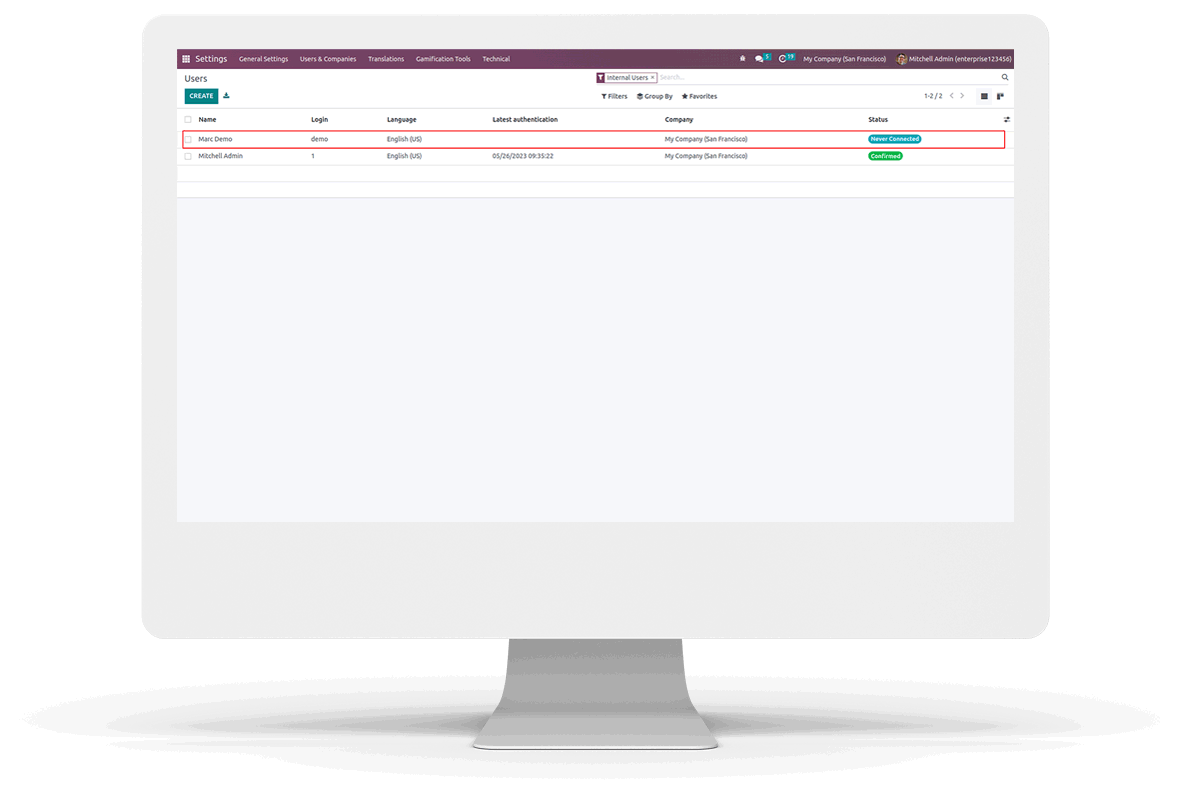 Settings General Settings Users & Companies Translations Gamification Tools Technical 5 19 My Company (San Francisco) Mitchell Admin (enterprise123456)
Users Internal Users × Search...
CREATE Filters Group By Favorites 1-2 / 2
Name Login Language Latest authentication Company Status
Marc Demo demo English (US) My Company (San Francisco) Never Connected
Mitchell Admin 1 English (US) 05/26/2023 09:35:22 My Company (San Francisco) Confirmed